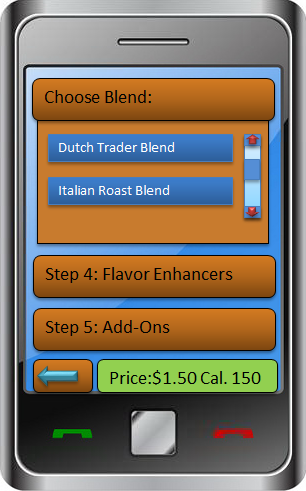 Choose Blend:
Dutch Trader Blend
Italian Roast Blend
Step 4: Flavor Enhancers
Step 5: Add-Ons
Price:$1.50 Cal. 150